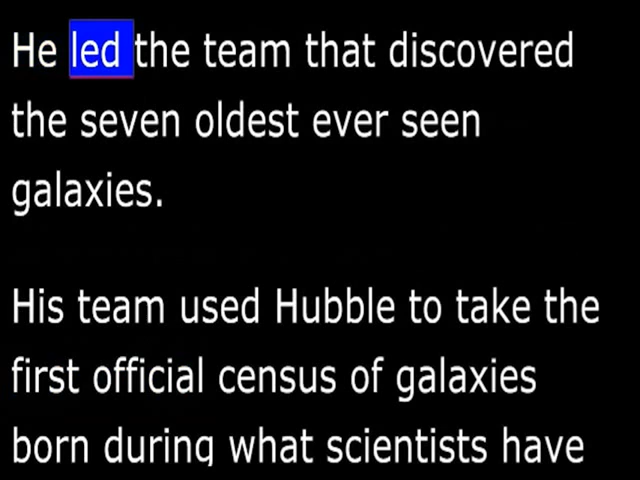 He led the team that discovered
the seven oldest ever seen
galaxies.
His team used Hubble to take the
first official census of galaxies
born during what scientists have